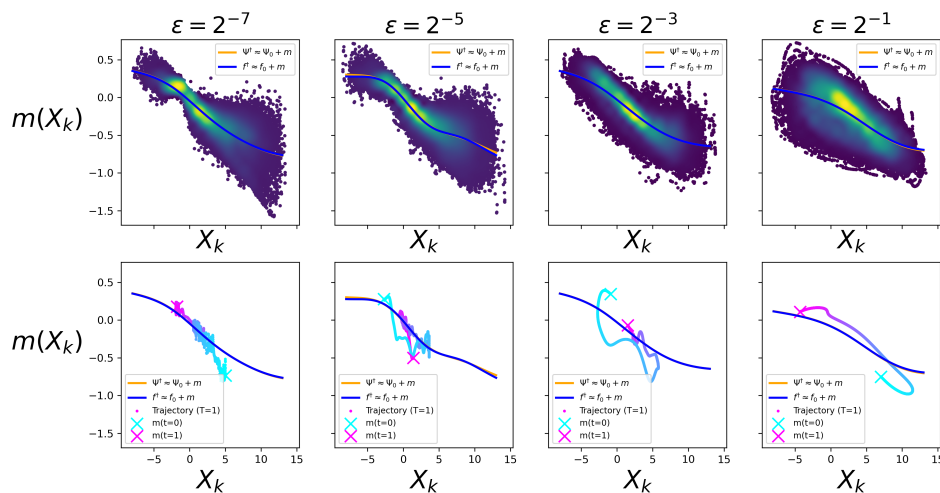 ε = 2⁻⁷ ε = 2⁻⁵ ε = 2⁻³ ε = 2⁻¹
m(Xₖ)
0.5
0.0
−0.5
−1.0
−1.5
Ψ† ≈ Ψ₀ + m
f† ≈ f₀ + m
Ψ† ≈ Ψ₀ + m
f† ≈ f₀ + m
Ψ† ≈ Ψ₀ + m
f† ≈ f₀ + m
Ψ† ≈ Ψ₀ + m
f† ≈ f₀ + m
Xₖ Xₖ Xₖ Xₖ
m(Xₖ)
0.5
0.0
−0.5
−1.0
−1.5
Ψ† ≈ Ψ₀ + m
f† ≈ f₀ + m
Trajectory (T=1)
m(t=0)
m(t=1)
Ψ† ≈ Ψ₀ + m
f† ≈ f₀ + m
Trajectory (T=1)
m(t=0)
m(t=1)
Ψ† ≈ Ψ₀ + m
f† ≈ f₀ + m
Trajectory (T=1)
m(t=0)
m(t=1)
Ψ† ≈ Ψ₀ + m
f† ≈ f₀ + m
Trajectory (T=1)
m(t=0)
m(t=1)
−5 0 5 10 15 −5 0 5 10 15 −5 0 5 10 15 −5 0 5 10 15
Xₖ Xₖ Xₖ Xₖ